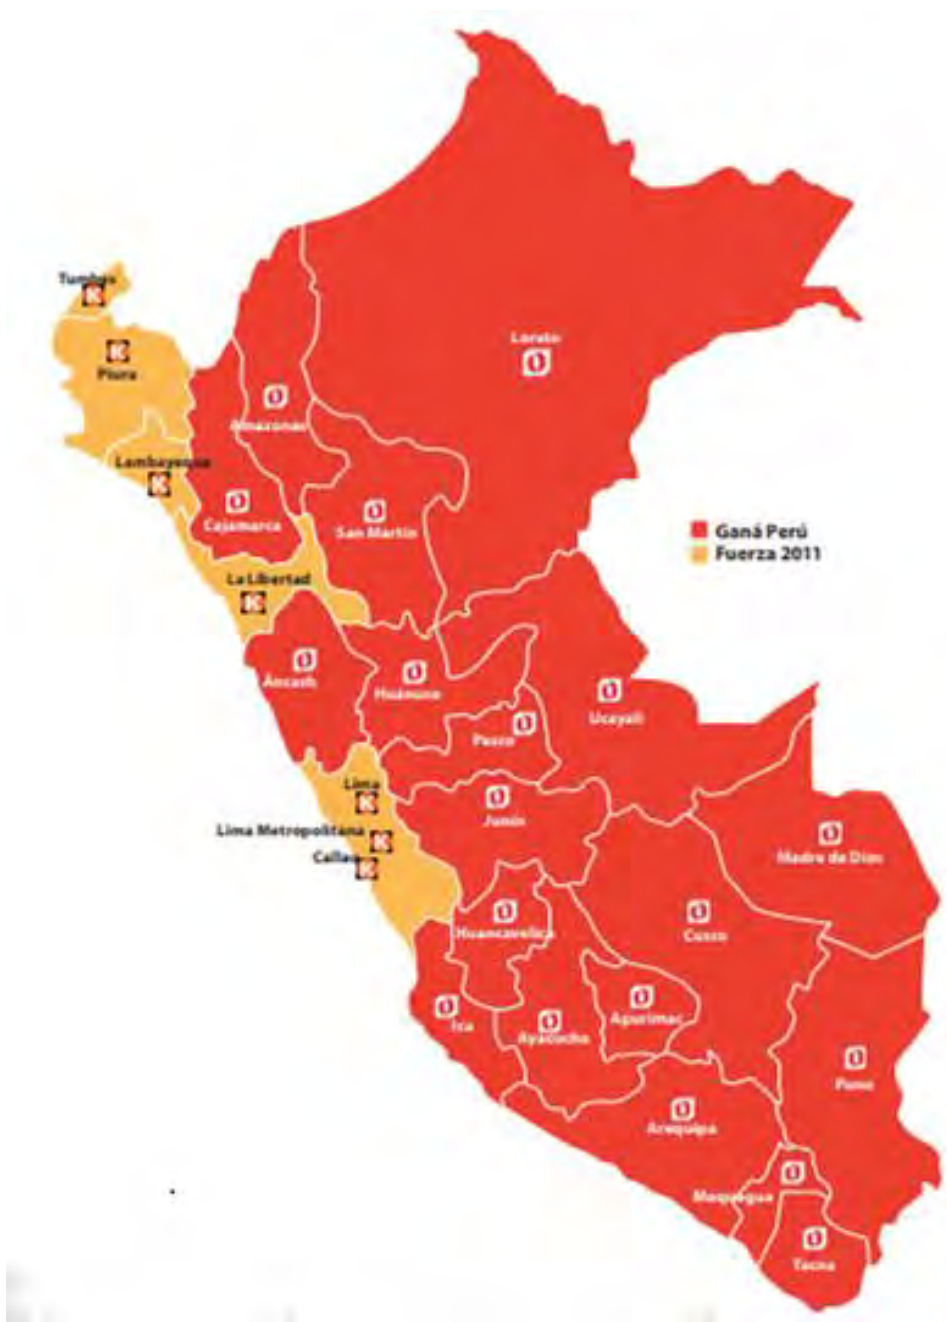 Tumbes
Piura
Lambayeque
Loreto
Amazonas
Cajamarca
San Martín
Ganá Perú
Fuerza 2011
La Libertad
Áncash
Huánuco
Ucayali
Pasco
Lima
Junín
Lima Metropolitana
Callao
Madre de Dios
Huancavelica
Cusco
Ica
Apurímac
Ayacucho
Puno
Arequipa
Moquegua
Tacna